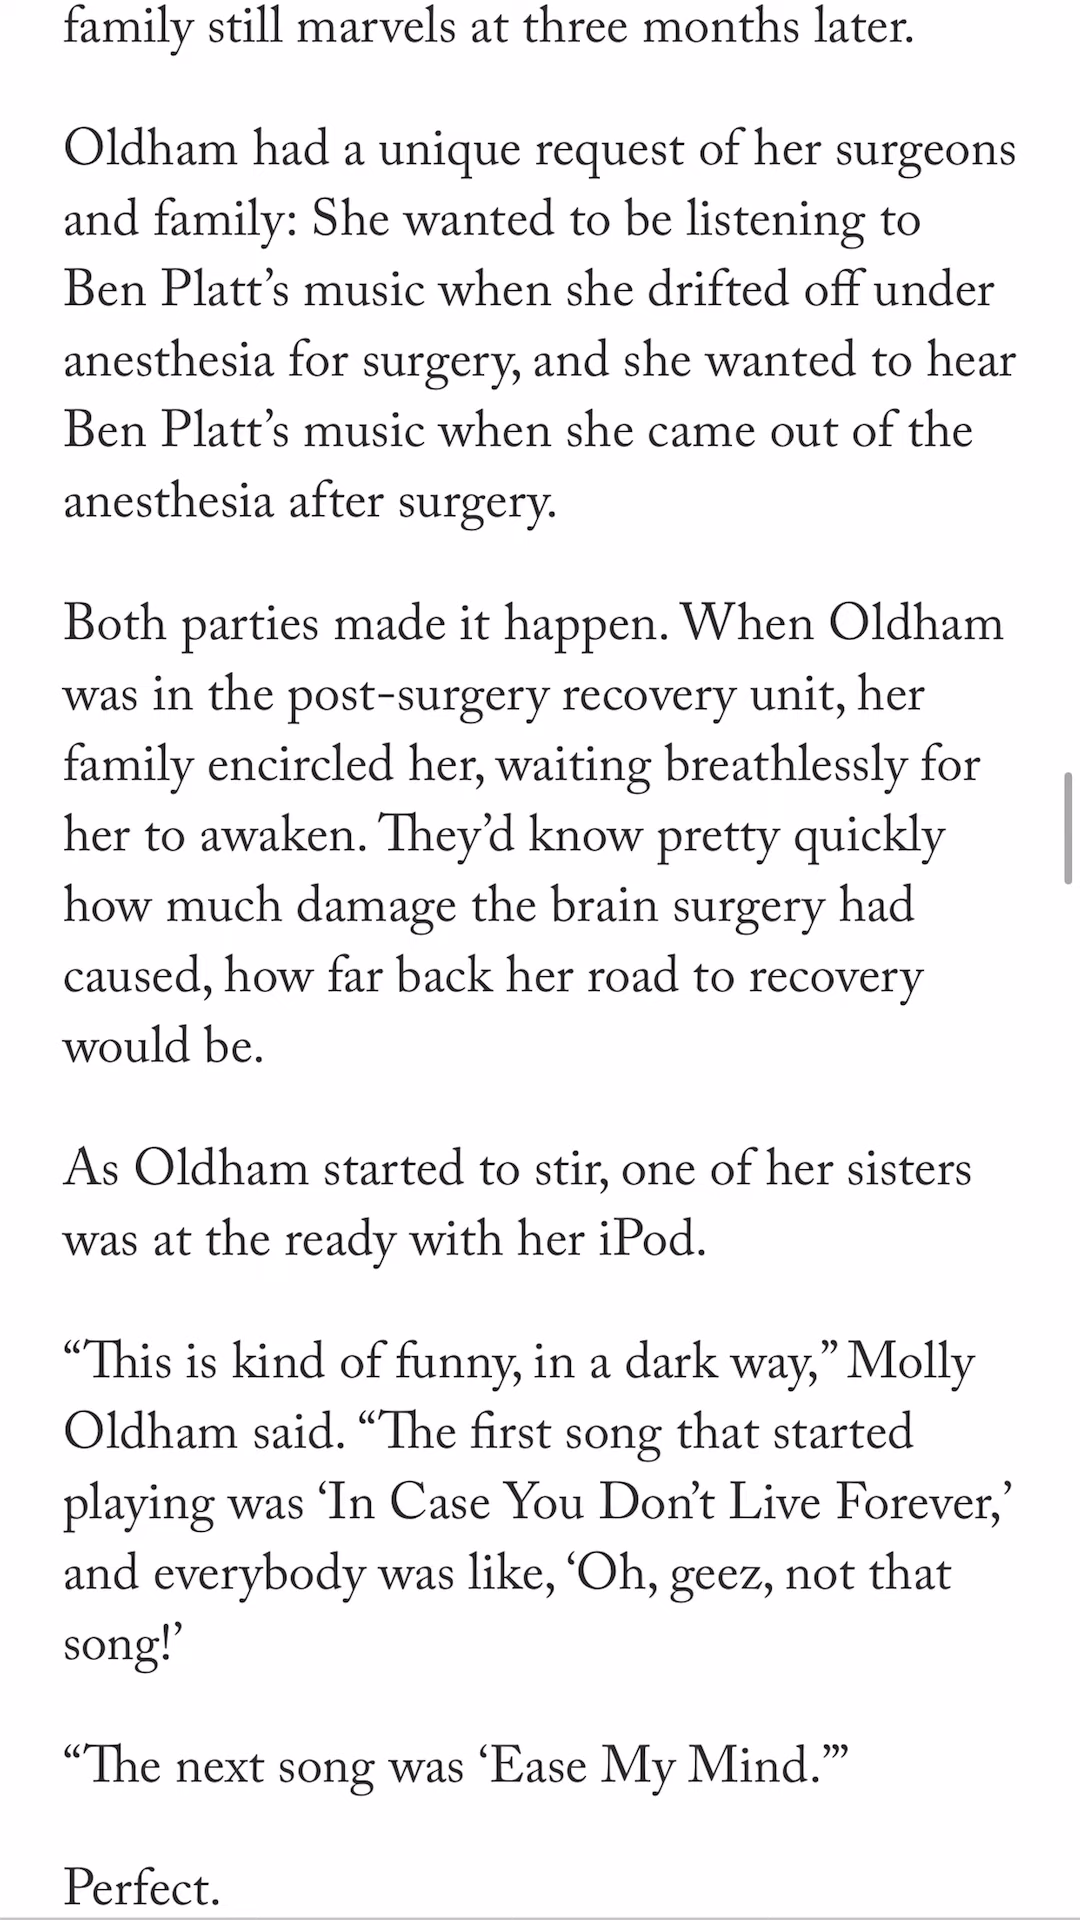 family still marvels at three months later.
Oldham had a unique request of her surgeons
and family: She wanted to be listening to
Ben Platt’s music when she drifted off under
anesthesia for surgery, and she wanted to hear
Ben Platt’s music when she came out of the
anesthesia after surgery.
Both parties made it happen. When Oldham
was in the post-surgery recovery unit, her
family encircled her, waiting breathlessly for
her to awaken. They’d know pretty quickly
how much damage the brain surgery had
caused, how far back her road to recovery
would be.
As Oldham started to stir, one of her sisters
was at the ready with her iPod.
“This is kind of funny, in a dark way,” Molly
Oldham said. “The first song that started
playing was ‘In Case You Don’t Live Forever,’
and everybody was like, ‘Oh, geez, not that
song!’
“The next song was ‘Ease My Mind.’”
Perfect.